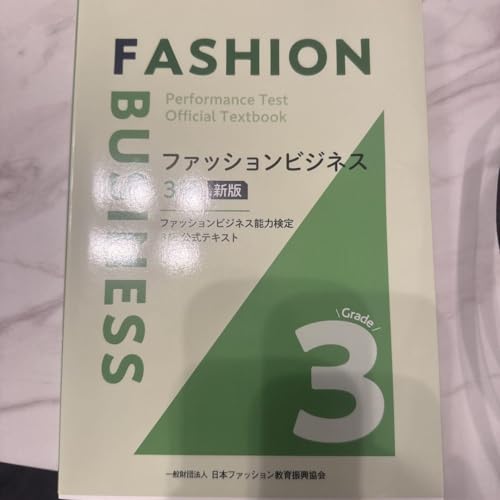 FASHION
BUSINESS
Performance Test
Official Textbook
ファッションビジネス
3 新版
ファッションビジネス能力検定
公式テキスト
Grade
3
一般財団法人 日本ファッション教育振興協会